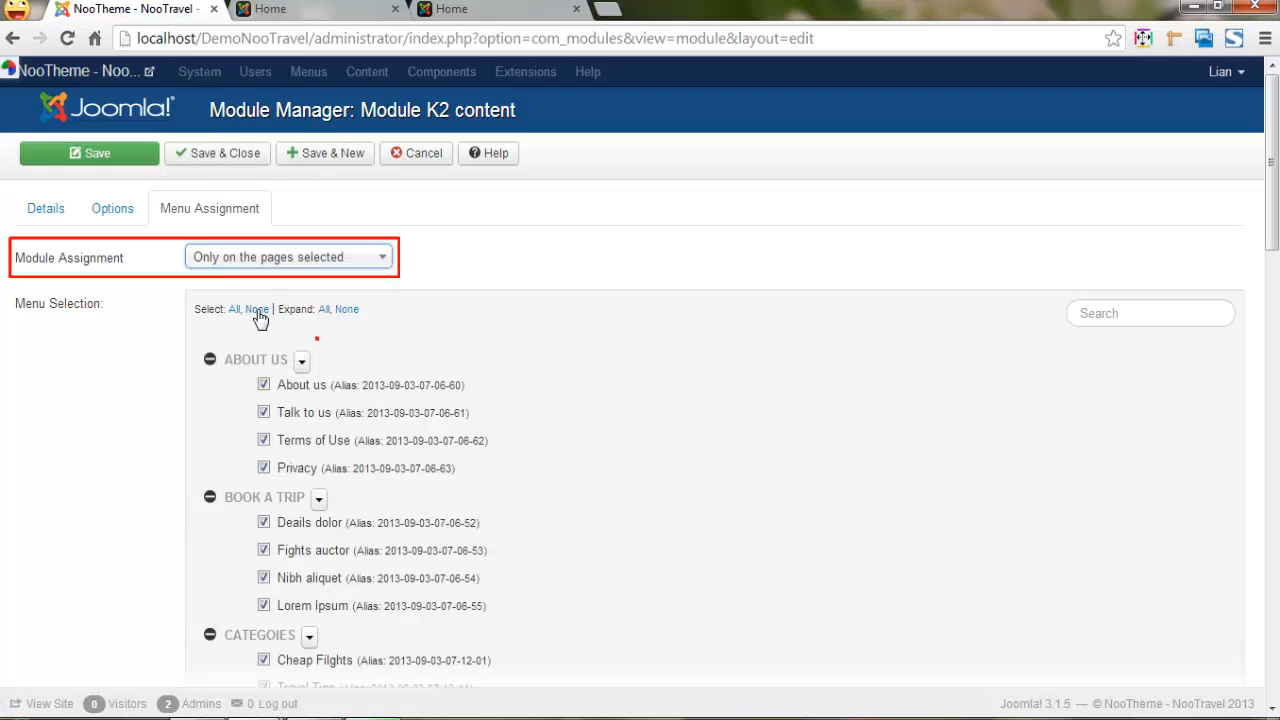 NooTheme - NooTravel -
Home
Home
localhost/DemoNooTravel/administrator/index.php?option=com_modules&view=module&layout=edit
NooTheme - Noo...
System
Users
Menus
Content
Components
Extensions
Help
Lian
Joomla!
Module Manager: Module K2 content
Save
Save & Close
Save & New
Cancel
Help
Details
Options
Menu Assignment
Module Assignment
Only on the pages selected
Menu Selection:
Select: All, None | Expand: All, None
Search
ABOUT US
About us (Alias: 2013-09-03-07-06-60)
Talk to us (Alias: 2013-09-03-07-06-61)
Terms of Use (Alias: 2013-09-03-07-06-62)
Privacy (Alias: 2013-09-03-07-06-63)
BOOK A TRIP
Deails dolor (Alias: 2013-09-03-07-06-52)
Fights auctor (Alias: 2013-09-03-07-06-53)
Nibh aliquet (Alias: 2013-09-03-07-06-54)
Lorem Ipsum (Alias: 2013-09-03-07-06-55)
CATEGOIES
Cheap Filghts (Alias: 2013-09-03-07-12-01)
View Site
0 Visitors
2 Admins
0
Log out
Joomla! 3.1.5 — © NooTheme - NooTravel 2013